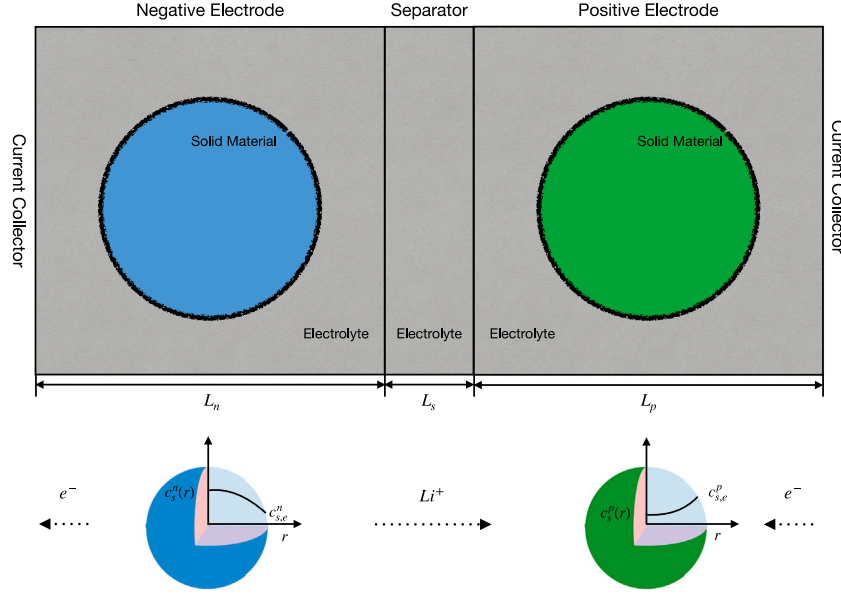 Negative Electrode
Separator
Positive Electrode
Current Collector
Solid Material
Solid Material
Current Collector
Electrolyte
Electrolyte
Electrolyte
L_n
L_s
L_p
e^-
c_s^n(r)
c_{s,e}^n
r
Li^+
c_s^p(r)
c_{s,e}^p
r
e^-